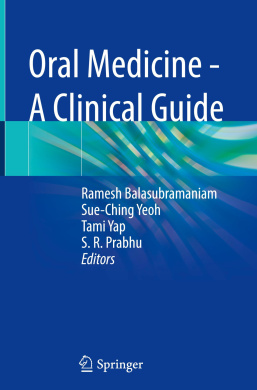 Oral Medicine -
A Clinical Guide
Ramesh Balasubramaniam
Sue-Ching Yeoh
Tami Yap
S. R. Prabhu
Editors
Springer